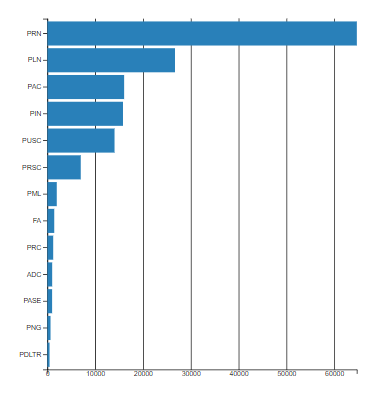 PRN
PLN
PAC
PIN
PUSC
PRSC
PML
FA
PRC
ADC
PASE
PNG
PDLTR
0 10000 20000 30000 40000 50000 60000